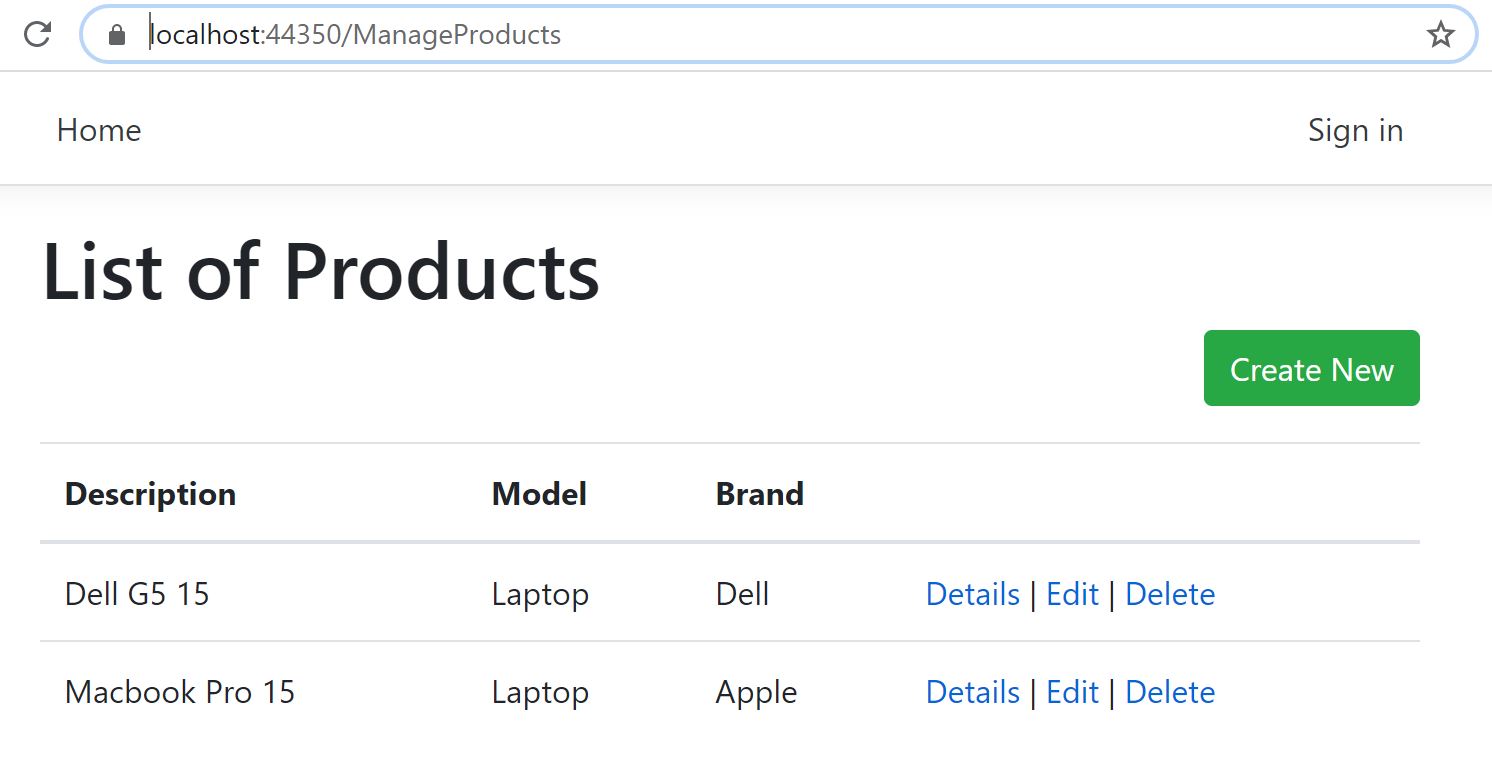 localhost:44350/ManageProducts
Home Sign in
List of Products
Create New
Description Model Brand
Dell G5 15 Laptop Dell Details | Edit | Delete
Macbook Pro 15 Laptop Apple Details | Edit | Delete